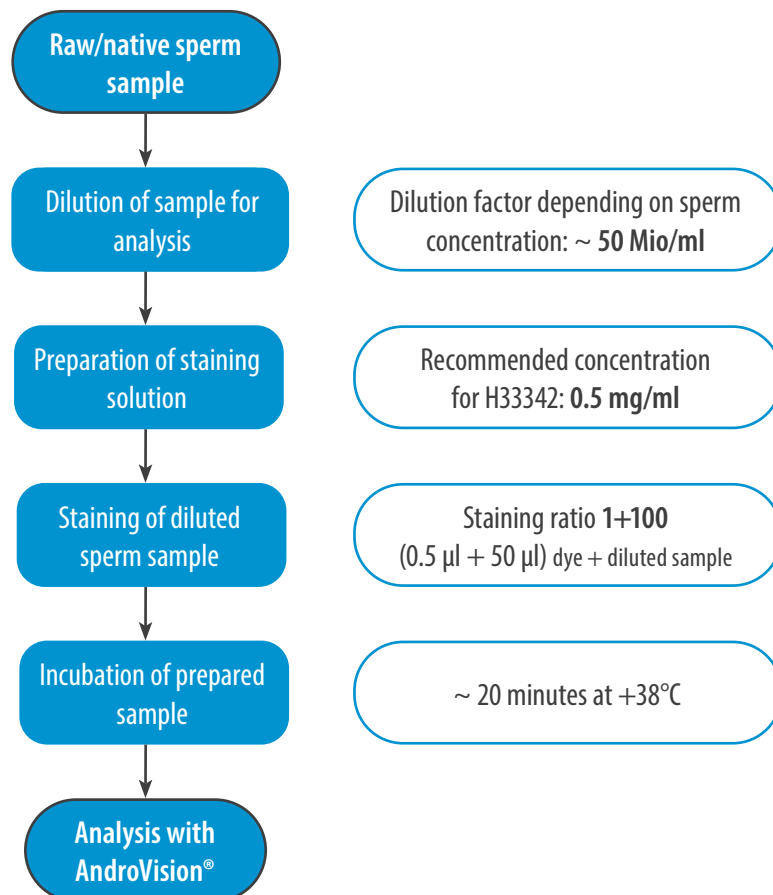 Raw/native sperm
sample
Dilution of sample for
analysis
Dilution factor depending on sperm
concentration: ~ 50 Mio/ml
Preparation of staining
solution
Recommended concentration
for H33342: 0.5 mg/ml
Staining of diluted
sperm sample
Staining ratio 1+100
(0.5 µl + 50 µl) dye + diluted sample
Incubation of prepared
sample
~ 20 minutes at +38°C
Analysis with
AndroVision®